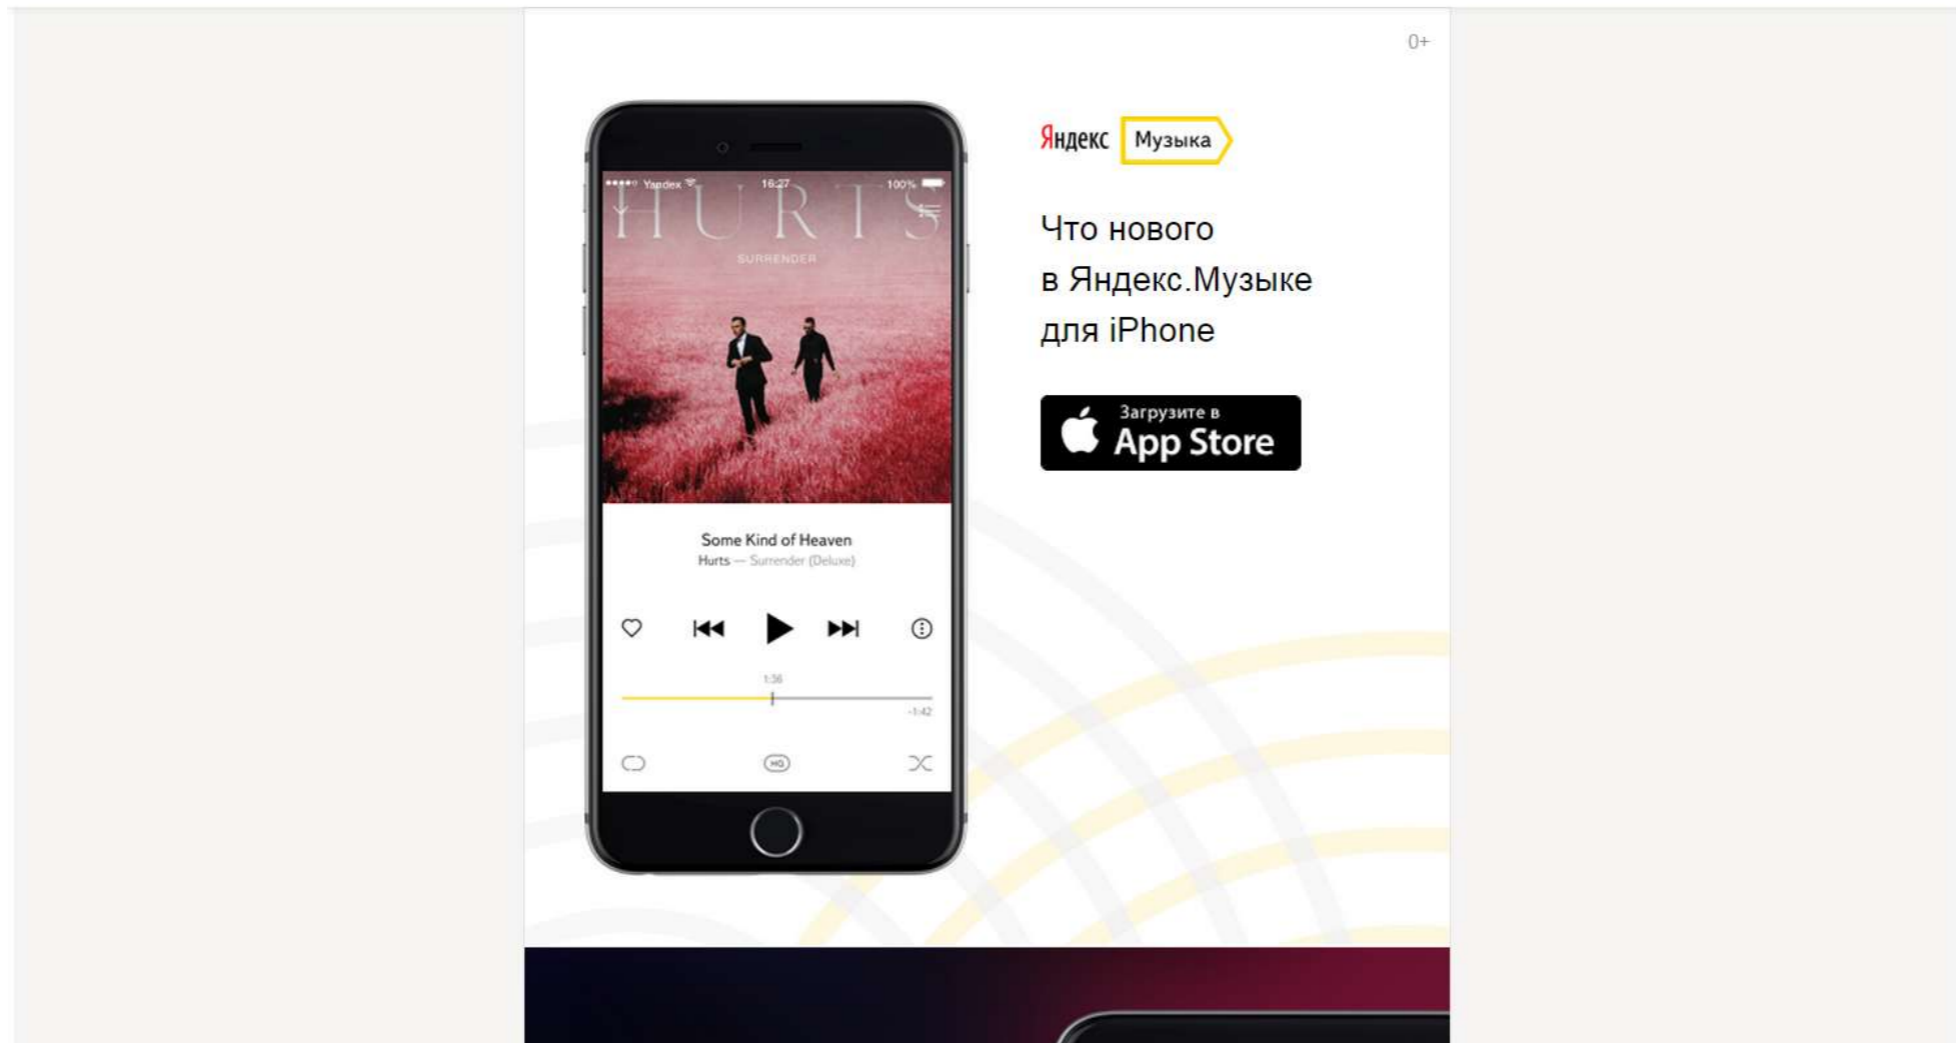 0+
Яндекс Музыка
Что нового
в Яндекс.Музыке
для iPhone
Загрузите в
App Store
Yandex 16:27 100%
HURTS
SURRENDER
Some Kind of Heaven
Hurts — Surrender (Deluxe)
1:36
-1:42
HQ